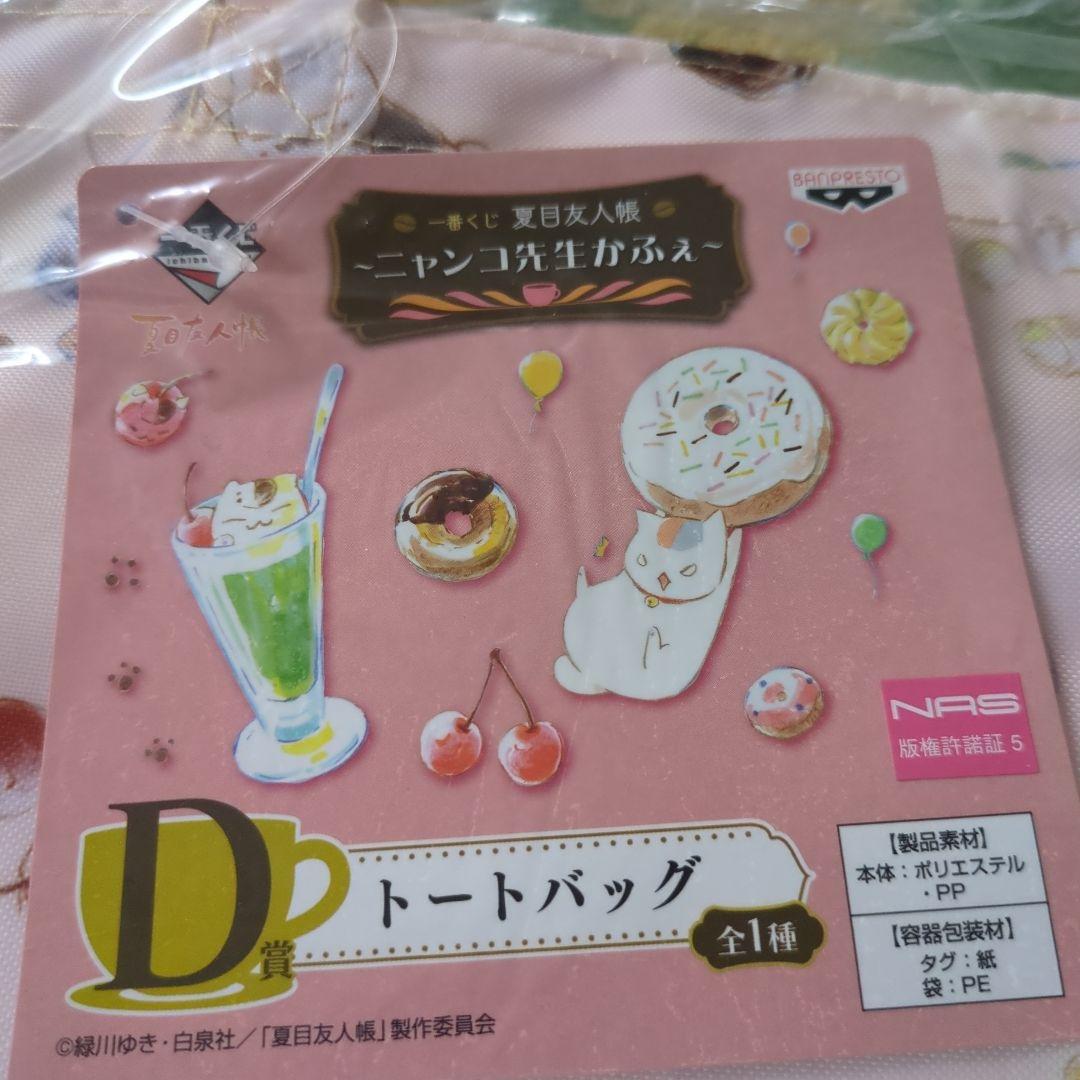 一番くじ 夏目友人帳
～ニャンコ先生かふぇ～
BANPRESTO
一番くじ
夏目友人帳
NAS
版権許諾証 5
D賞
トートバッグ
全1種
【製品素材】
本体：ポリエステル
・PP
【容器包装材】
タグ：紙
袋：PE
©緑川ゆき・白泉社／「夏目友人帳」製作委員会